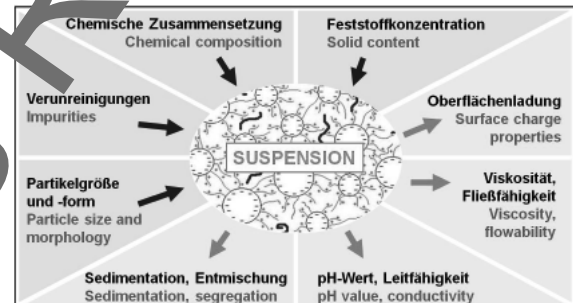 Chemische Zusammensetzung
Chemical composition
Feststoffkonzentration
Solid content
Verunreinigungen
Impurities
Oberflächenladung
Surface charge
properties
SUSPENSION
Partikelgröße
und -form
Particle size and
morphology
Viskosität,
Fließfähigkeit
Viscosity,
flowability
Sedimentation, Entmischung
Sedimentation, segregation
pH-Wert, Leitfähigkeit
pH value, conductivity